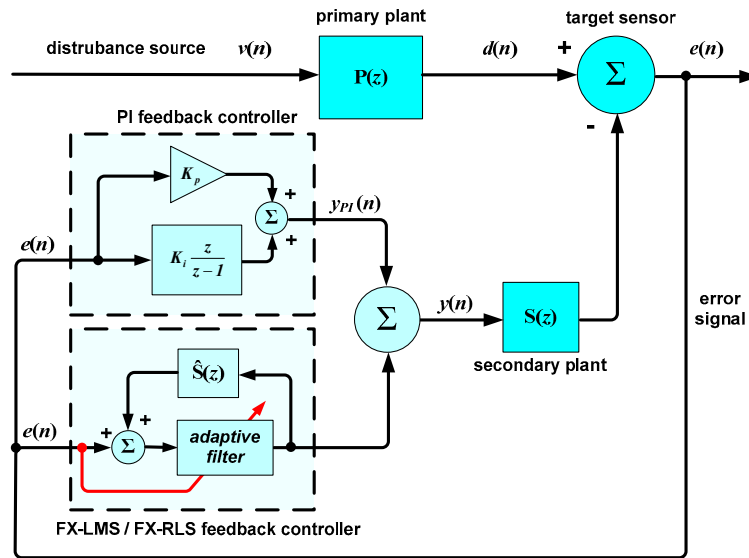 primary plant
target sensor
distrubance source
v(n)
P(z)
d(n)
+
Σ
e(n)
-
PI feedback controller
K_p
+
Σ
+
y_PI(n)
e(n)
K_i z/(z-1)
Σ
y(n)
S(z)
secondary plant
error
signal
Ŝ(z)
+
e(n)
+
Σ
adaptive
filter
FX-LMS / FX-RLS feedback controller